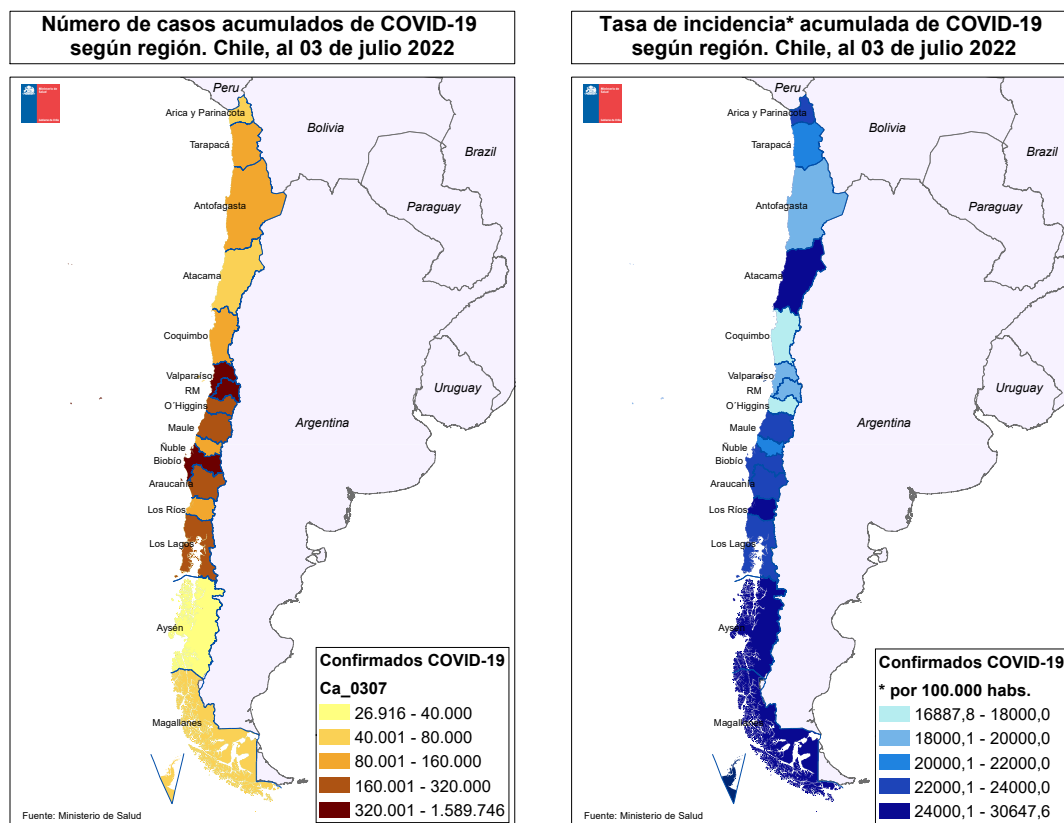 Número de casos acumulados de COVID-19
según región. Chile, al 03 de julio 2022
Ministerio de
Salud
Peru
Arica y Parinacota
Bolivia
Tarapacá
Brazil
Antofagasta
Paraguay
Atacama
Coquimbo
Valparaíso
RM
Uruguay
O´Higgins
Argentina
Maule
Ñuble
Biobío
Araucanía
Los Ríos
Los Lagos
Aysén
Magallanes
Confirmados COVID-19
Ca_0307
26.916 - 40.000
40.001 - 80.000
80.001 - 160.000
160.001 - 320.000
320.001 - 1.589.746
Fuente: Ministerio de Salud
Tasa de incidencia* acumulada de COVID-19
según región. Chile, al 03 de julio 2022
Ministerio de
Salud
Peru
Arica y Parinacota
Bolivia
Tarapacá
Brazil
Antofagasta
Paraguay
Atacama
Coquimbo
Valparaíso
RM
Uruguay
O´Higgins
Argentina
Maule
Ñuble
Biobío
Araucanía
Los Ríos
Los Lagos
Aysén
Magallanes
Confirmados COVID-19
* por 100.000 habs.
16887,8 - 18000,0
18000,1 - 20000,0
20000,1 - 22000,0
22000,1 - 24000,0
24000,1 - 30647,6
Fuente: Ministerio de Salud